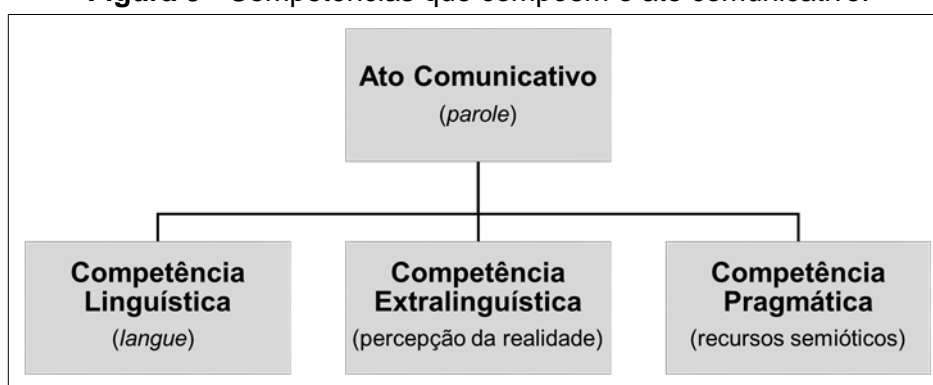 Ato Comunicativo
(parole)
Competência
Linguística
(langue)
Competência
Extralinguística
(percepção da realidade)
Competência
Pragmática
(recursos semióticos)